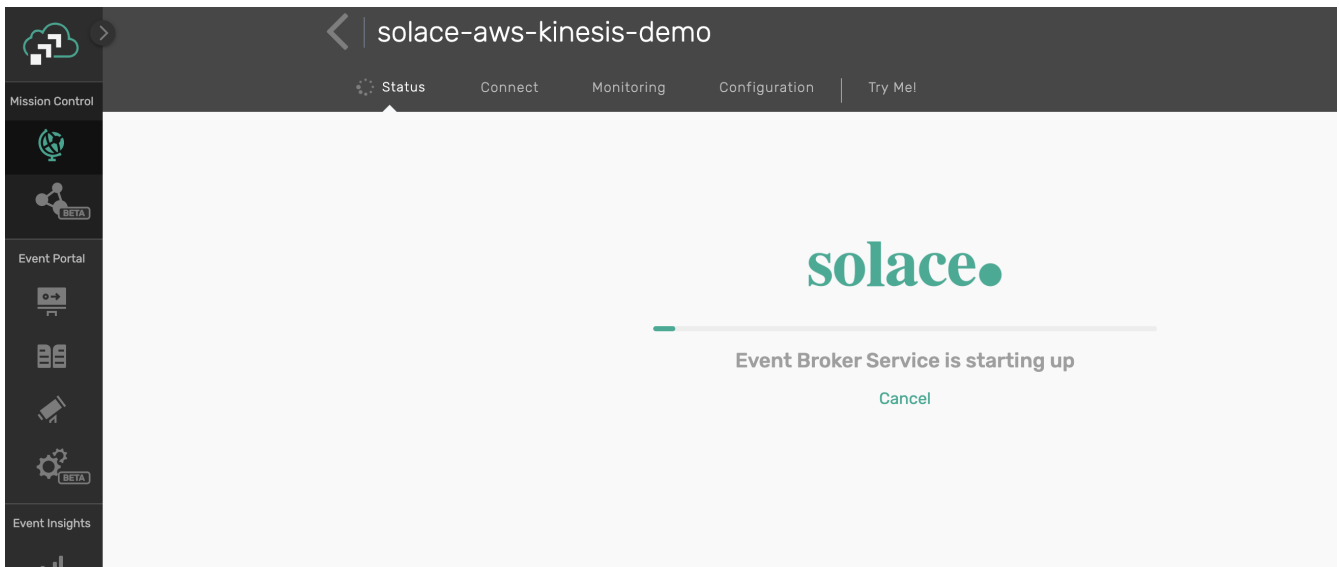 solace-aws-kinesis-demo
Status Connect Monitoring Configuration Try Me!
Mission Control
BETA
Event Portal
BETA
Event Insights
solace.
Event Broker Service is starting up
Cancel